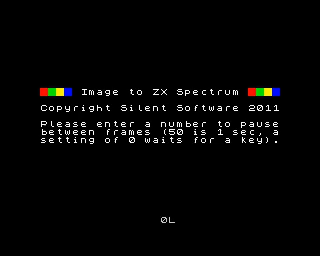 Image to ZX Spectrum
Copyright Silent Software 2011
Please enter a number to pause
between frames (50 is 1 sec, a
setting of 0 waits for a key).
0L